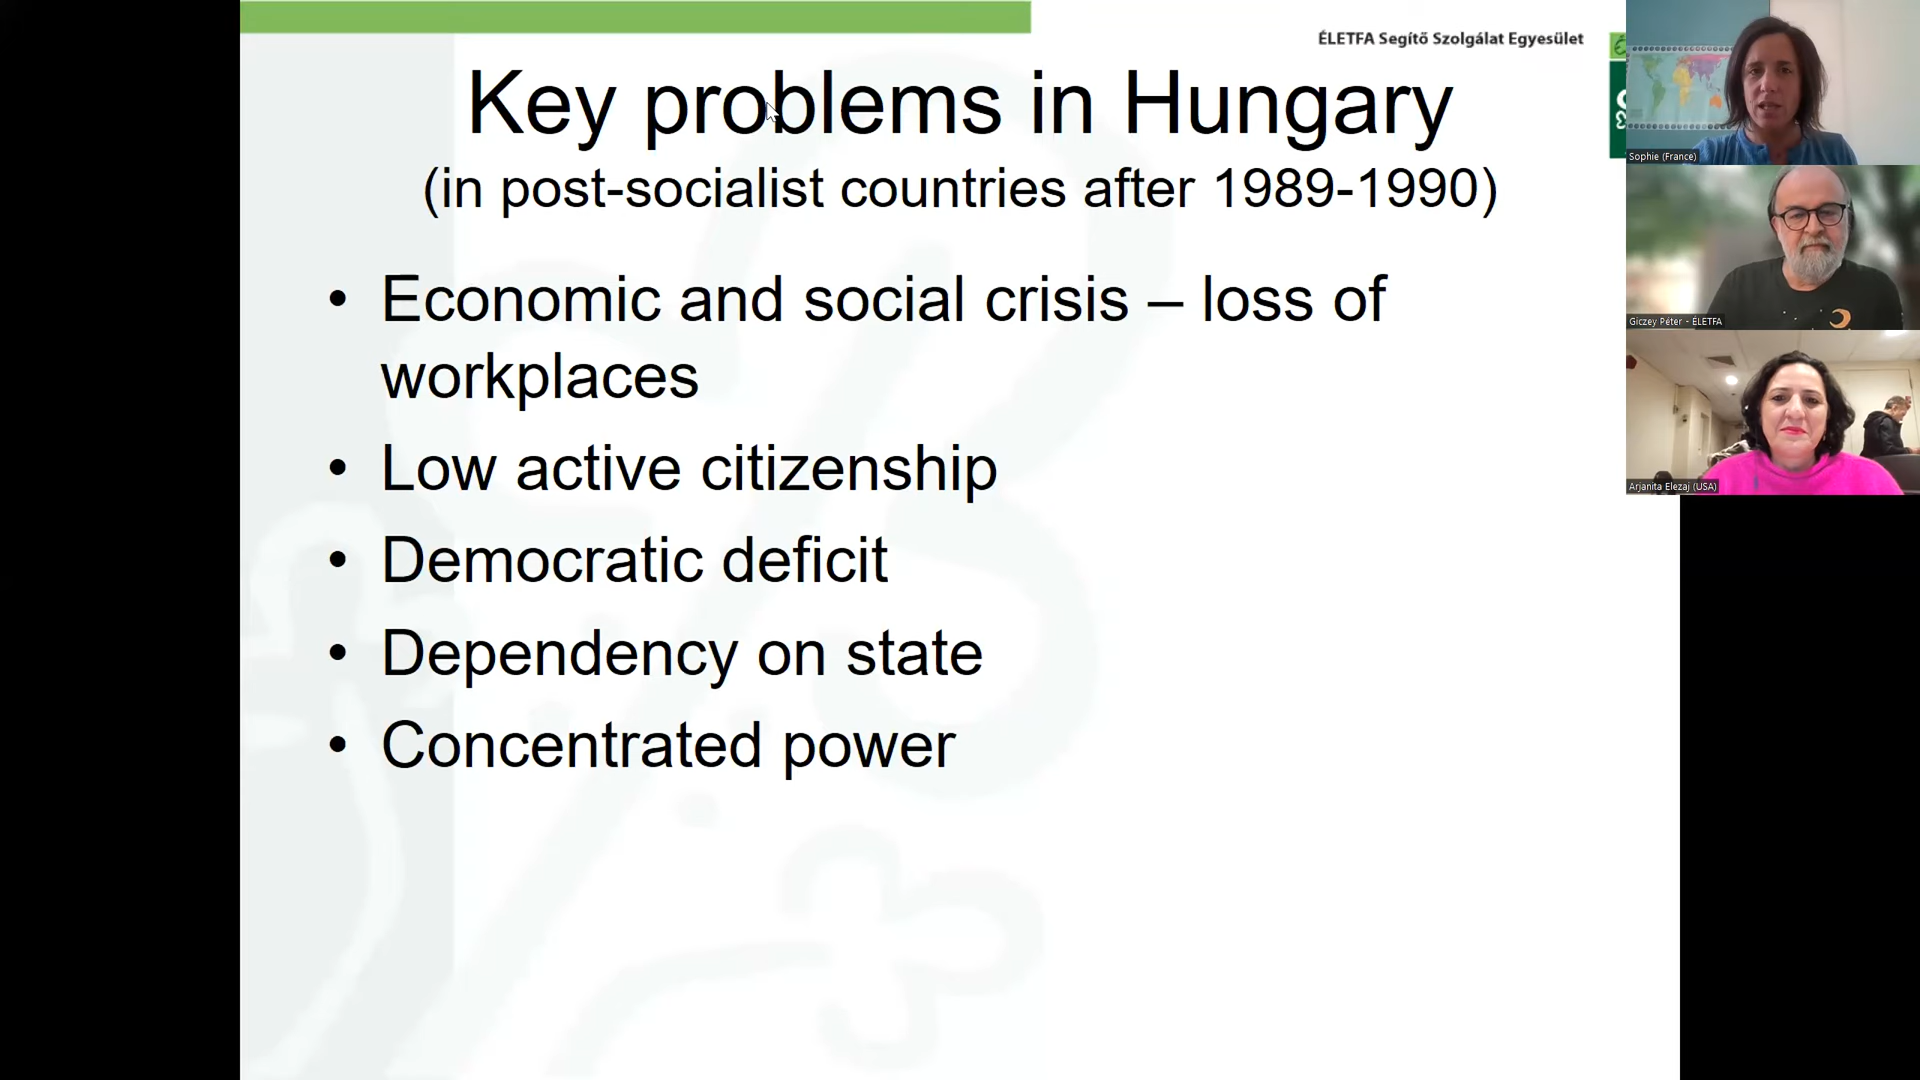 ÉLETFA Segítő Szolgálat Egyesület
Key problems in Hungary
(in post-socialist countries after 1989-1990)
• Economic and social crisis – loss of
workplaces
• Low active citizenship
• Democratic deficit
• Dependency on state
• Concentrated power
Sophie (France)
Giczey Péter - ÉLETFA
Arjanita Elezaj (USA)